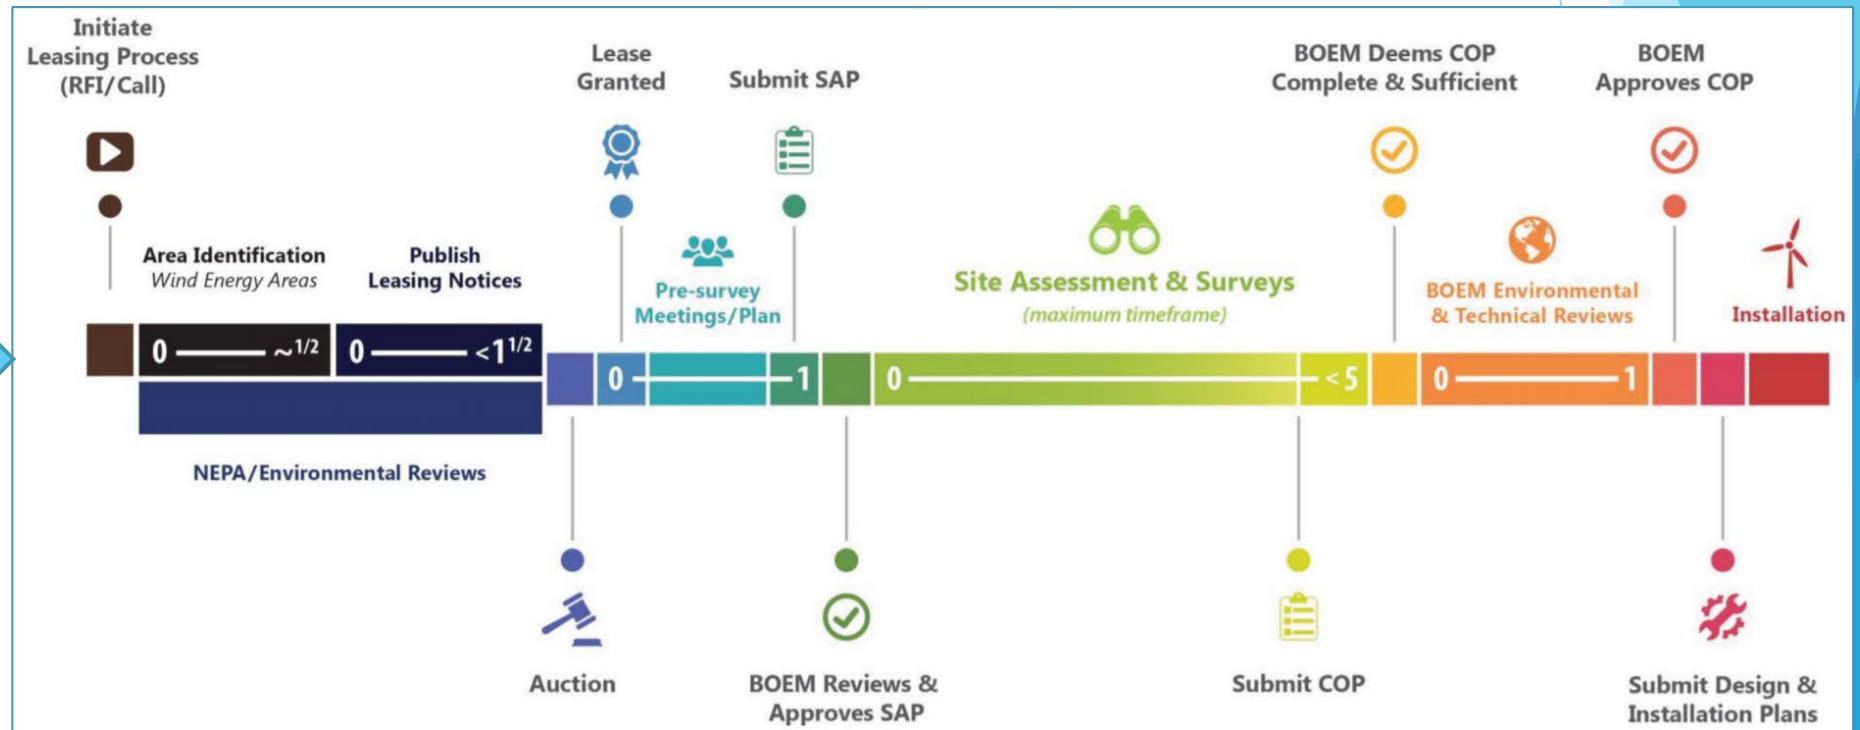 Initiate
Leasing Process
(RFI/Call)
Lease
Granted
Submit SAP
BOEM Deems COP
Complete & Sufficient
BOEM
Approves COP
Area Identification
Wind Energy Areas
Publish
Leasing Notices
Pre-survey
Meetings/Plan
Site Assessment & Surveys
(maximum timeframe)
BOEM Environmental
& Technical Reviews
Installation
0 ~1/2
0 <1 1/2
0 1
0 <5
0 1
NEPA/Environmental Reviews
Auction
BOEM Reviews &
Approves SAP
Submit COP
Submit Design &
Installation Plans